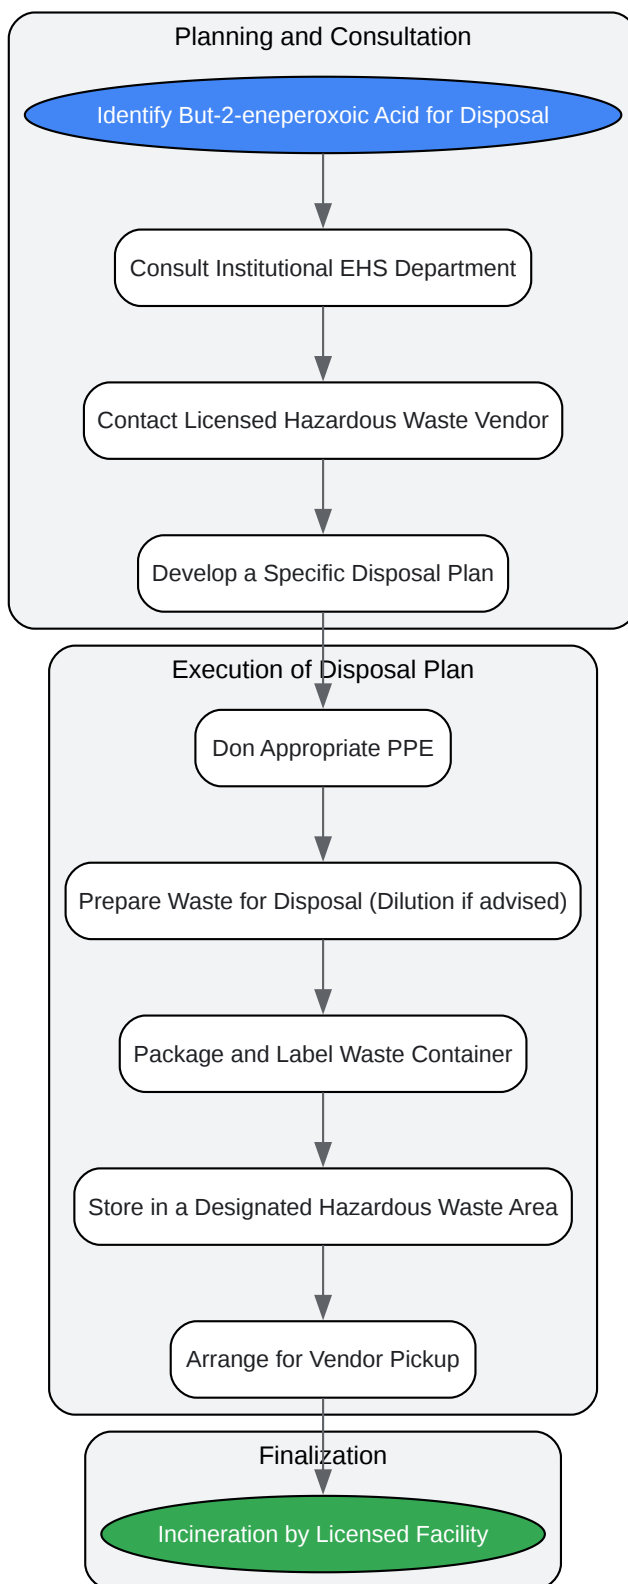 Planning and Consultation
Identify But-2-eneperoxoic Acid for Disposal
Consult Institutional EHS Department
Contact Licensed Hazardous Waste Vendor
Develop a Specific Disposal Plan
Execution of Disposal Plan
Don Appropriate PPE
Prepare Waste for Disposal (Dilution if advised)
Package and Label Waste Container
Store in a Designated Hazardous Waste Area
Arrange for Vendor Pickup
Finalization
Incineration by Licensed Facility